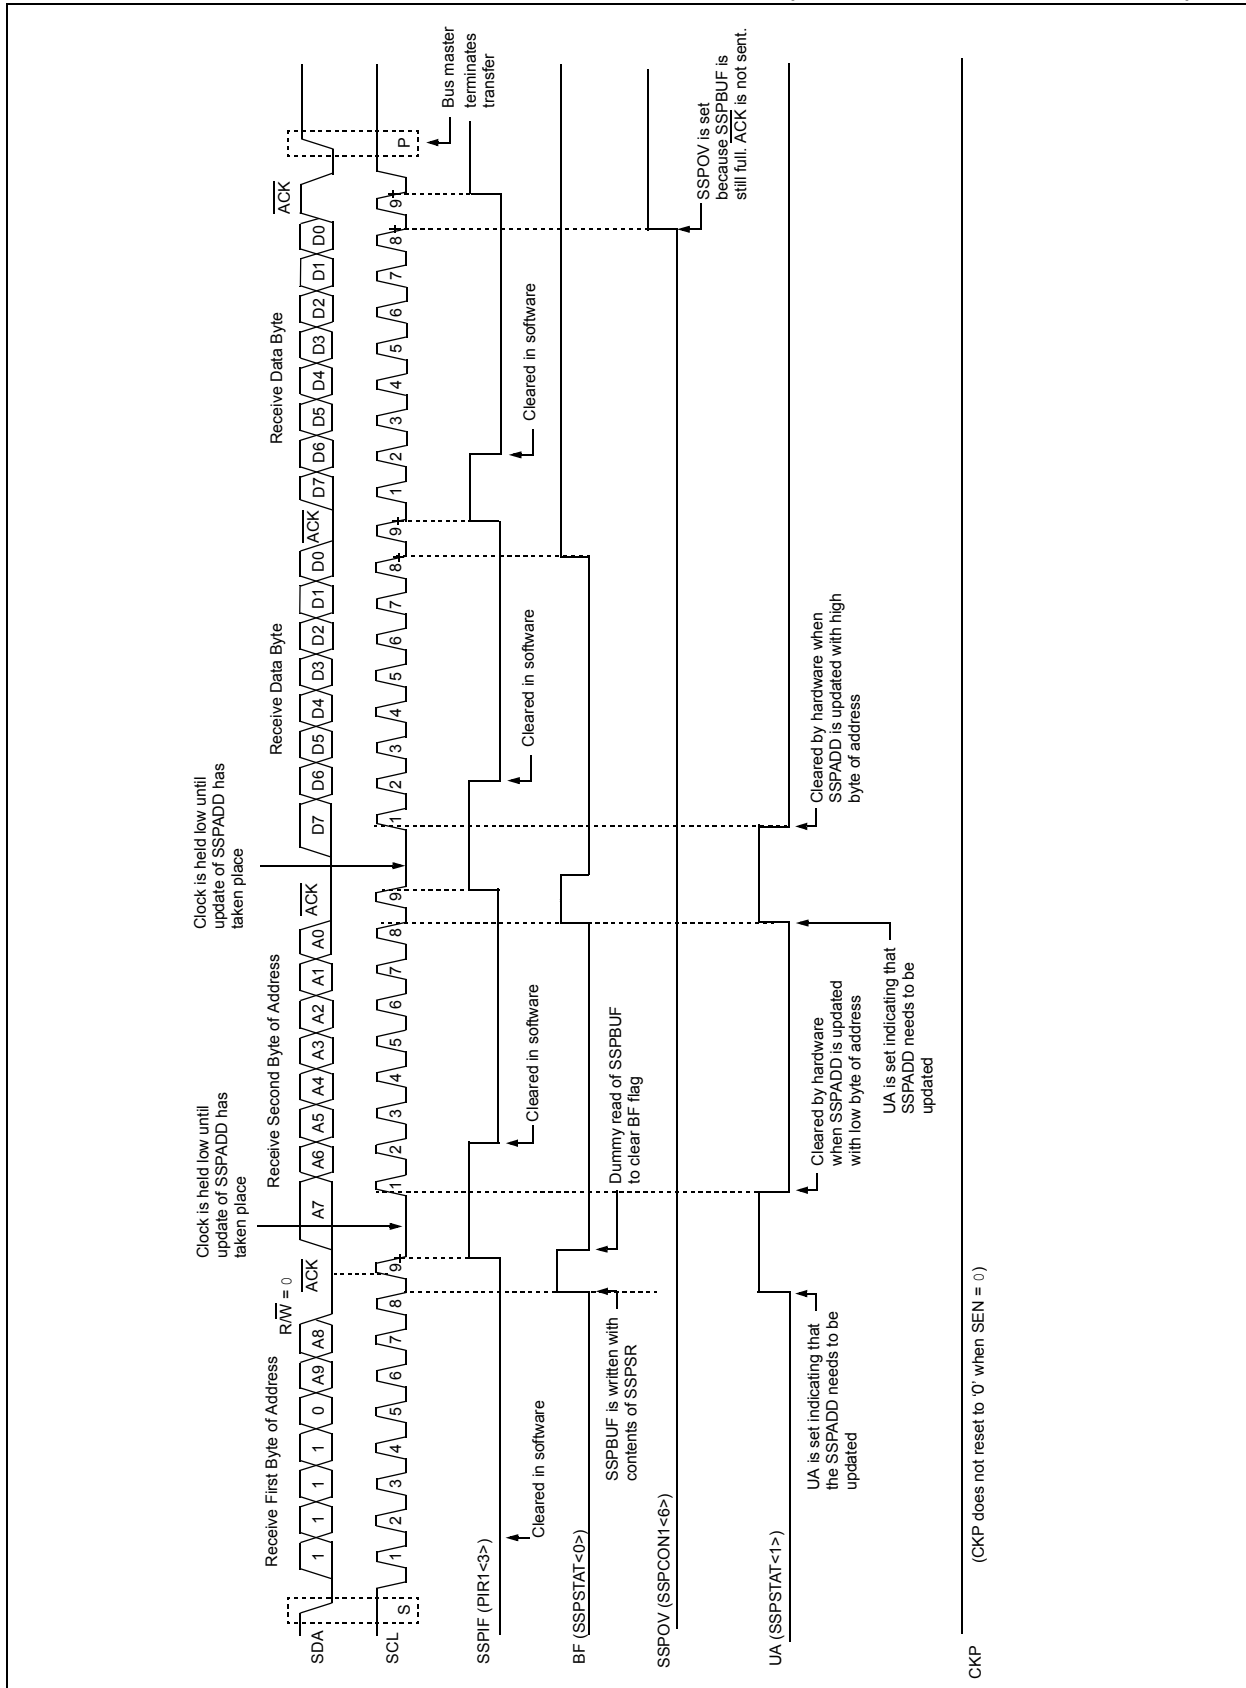 Clock is held low until
update of SSPADD has
taken place
Clock is held low until
update of SSPADD has
taken place
Receive First Byte of Address
R/W = 0
ACK
Receive Second Byte of Address
ACK
Receive Data Byte
ACK
Receive Data Byte
ACK
SDA
1 1 1 1 0 A9 A8
A7 A6 A5 A4 A3 A2 A1 A0
D7 D6 D5 D4 D3 D2 D1 D0
D7 D6 D5 D4 D3 D2 D1 D0
SCL
S
1 2 3 4 5 6 7 8 9
1 2 3 4 5 6 7 8 9
1 2 3 4 5 6 7 8 9
1 2 3 4 5 6 7 8 9
P
Bus master
terminates
transfer
SSPIF (PIR1<3>)
Cleared in software
Cleared in software
Cleared in software
Cleared in software
BF (SSPSTAT<0>)
SSPBUF is written with
contents of SSPSR
Dummy read of SSPBUF
to clear BF flag
SSPOV (SSPCON1<6>)
SSPOV is set
because SSPBUF is
still full. ACK is not sent.
UA (SSPSTAT<1>)
UA is set indicating that
the SSPADD needs to be
updated
Cleared by hardware
when SSPADD is updated
with low byte of address
UA is set indicating that
SSPADD needs to be
updated
Cleared by hardware when
SSPADD is updated with high
byte of address
CKP
(CKP does not reset to ‘0’ when SEN = 0)